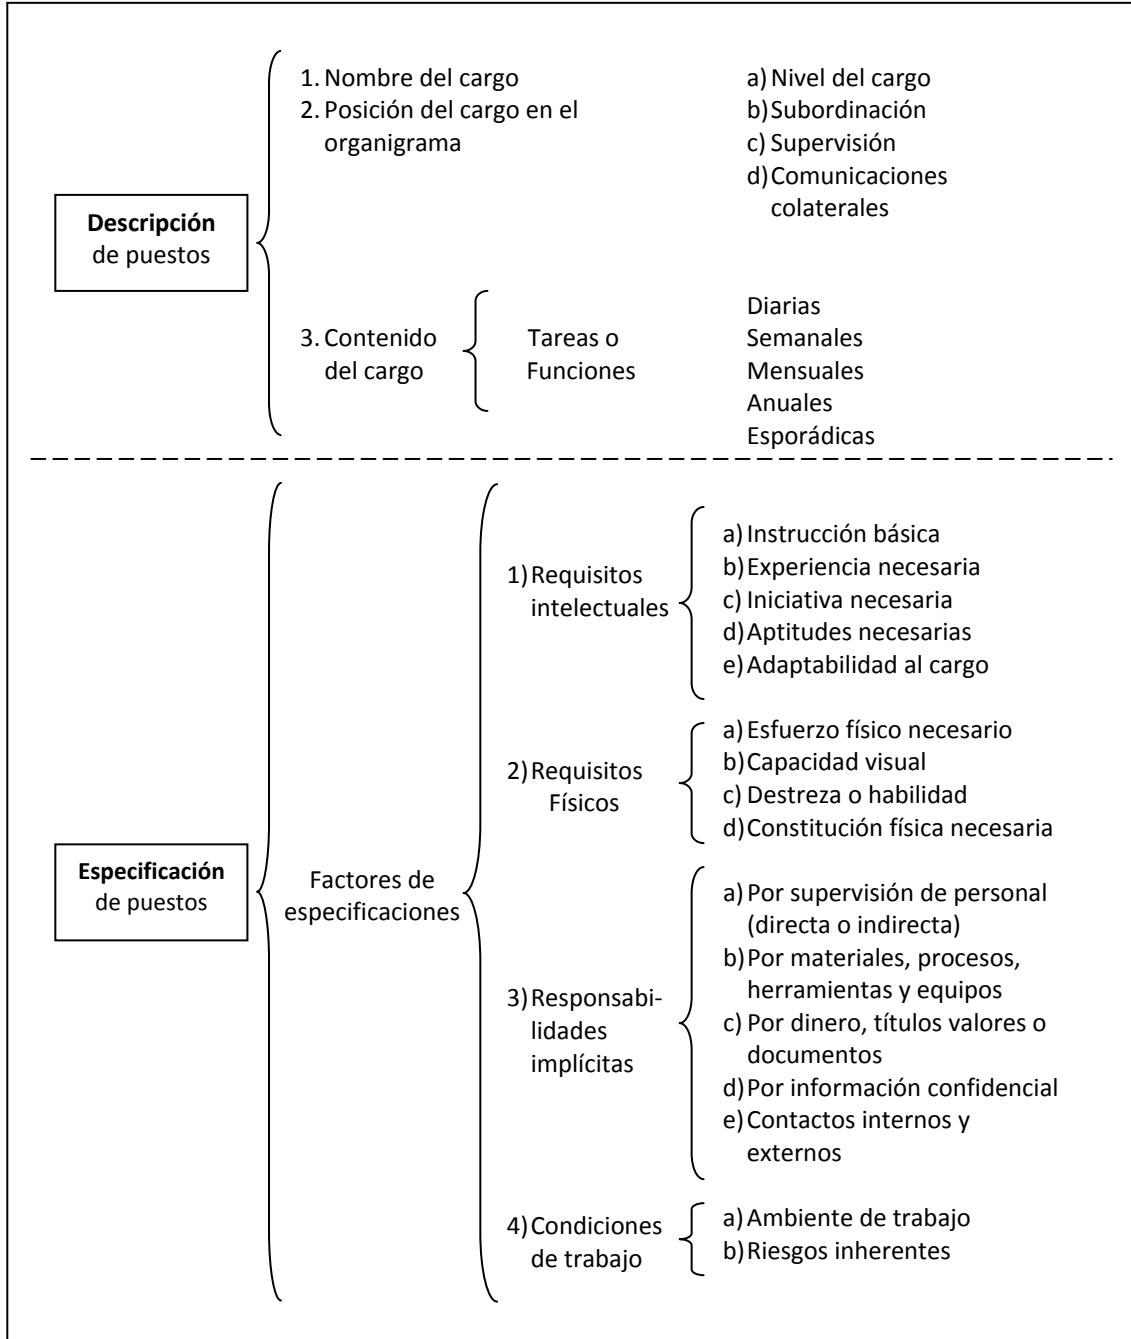 1. Nombre del cargo
2. Posición del cargo en el
organigrama
a) Nivel del cargo
b) Subordinación
c) Supervisión
d) Comunicaciones
colaterales
Descripción
de puestos
3. Contenido
del cargo
Tareas o
Funciones
Diarias
Semanales
Mensuales
Anuales
Esporádicas
Especificación
de puestos
Factores de
especificaciones
1) Requisitos
intelectuales
a) Instrucción básica
b) Experiencia necesaria
c) Iniciativa necesaria
d) Aptitudes necesarias
e) Adaptabilidad al cargo
2) Requisitos
Físicos
a) Esfuerzo físico necesario
b) Capacidad visual
c) Destreza o habilidad
d) Constitución física necesaria
3) Responsabi-
lidades
implícitas
a) Por supervisión de personal
(directa o indirecta)
b) Por materiales, procesos,
herramientas y equipos
c) Por dinero, títulos valores o
documentos
d) Por información confidencial
e) Contactos internos y
externos
4) Condiciones
de trabajo
a) Ambiente de trabajo
b) Riesgos inherentes